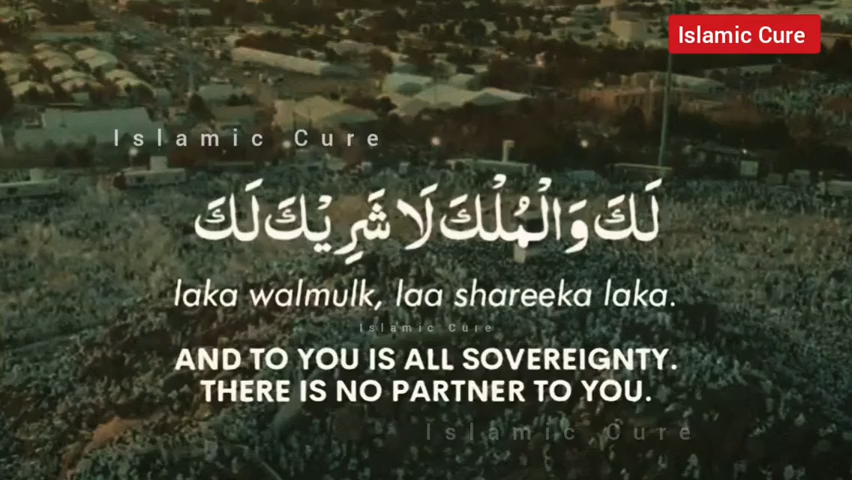 Islamic Cure
Islamic Cure
لَكَ وَالْمُلْكَ لَا شَرِيْكَ لَكَ
laka walmulk, laa shareeka laka.
Islamic Cure
AND TO YOU IS ALL SOVEREIGNTY.
THERE IS NO PARTNER TO YOU.
Islamic Cure